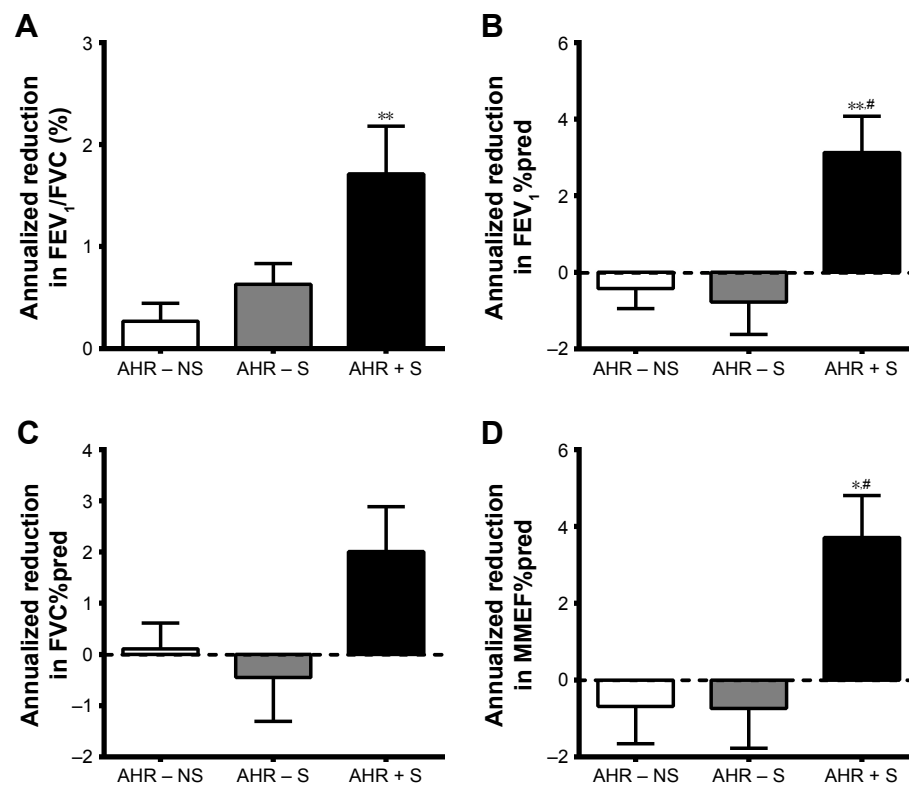 A
Annualized reduction
in FEV₁/FVC (%)
3
2
1
0
**
AHR – NS
AHR – S
AHR + S
B
Annualized reduction
in FEV₁%pred
6
4
2
0
–2
**,#
AHR – NS
AHR – S
AHR + S
C
Annualized reduction
in FVC%pred
4
3
2
1
0
–1
–2
AHR – NS
AHR – S
AHR + S
D
Annualized reduction
in MMEF%pred
6
4
2
0
–2
*,#
AHR – NS
AHR – S
AHR + S